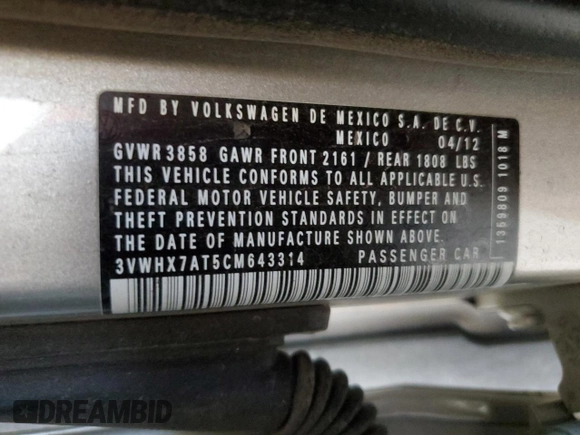 MFD BY VOLKSWAGEN DE MEXICO S.A. DE C.V.
MEXICO 04/12
GVWR 3858 GAWR FRONT 2161 / REAR 1808 LBS
THIS VEHICLE CONFORMS TO ALL APPLICABLE U.S.
FEDERAL MOTOR VEHICLE SAFETY, BUMPER AND
THEFT PREVENTION STANDARDS IN EFFECT ON
THE DATE OF MANUFACTURE SHOWN ABOVE.
3VWHX7AT5CM643314 PASSENGER CAR
1359809 1018 M
DREAMBID